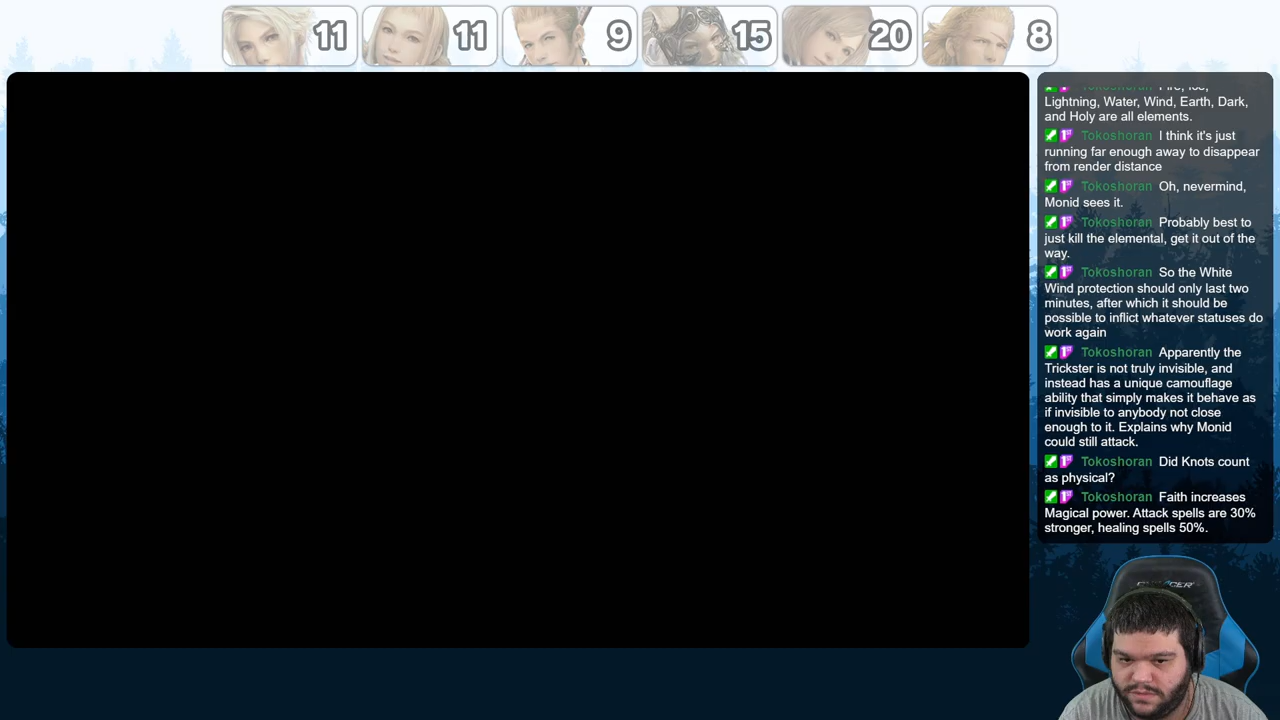 11
11
9
15
20
8
Tokoshoran Fire, Ice,
Lightning, Water, Wind, Earth, Dark,
and Holy are all elements.
Tokoshoran I think it's just
running far enough away to disappear
from render distance
Tokoshoran Oh, nevermind,
Monid sees it.
Tokoshoran Probably best to
just kill the elemental, get it out of the
way.
Tokoshoran So the White
Wind protection should only last two
minutes, after which it should be
possible to inflict whatever statuses do
work again
Tokoshoran Apparently the
Trickster is not truly invisible, and
instead has a unique camouflage
ability that simply makes it behave as
if invisible to anybody not close
enough to it. Explains why Monid
could still attack.
Tokoshoran Did Knots count
as physical?
Tokoshoran Faith increases
Magical power. Attack spells are 30%
stronger, healing spells 50%.